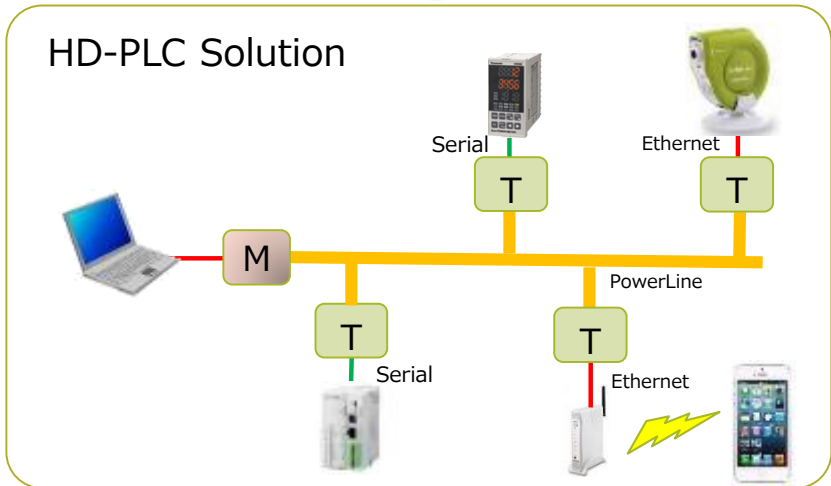 HD-PLC Solution
Serial
Ethernet
T
T
M
PowerLine
T
T
Serial
Ethernet